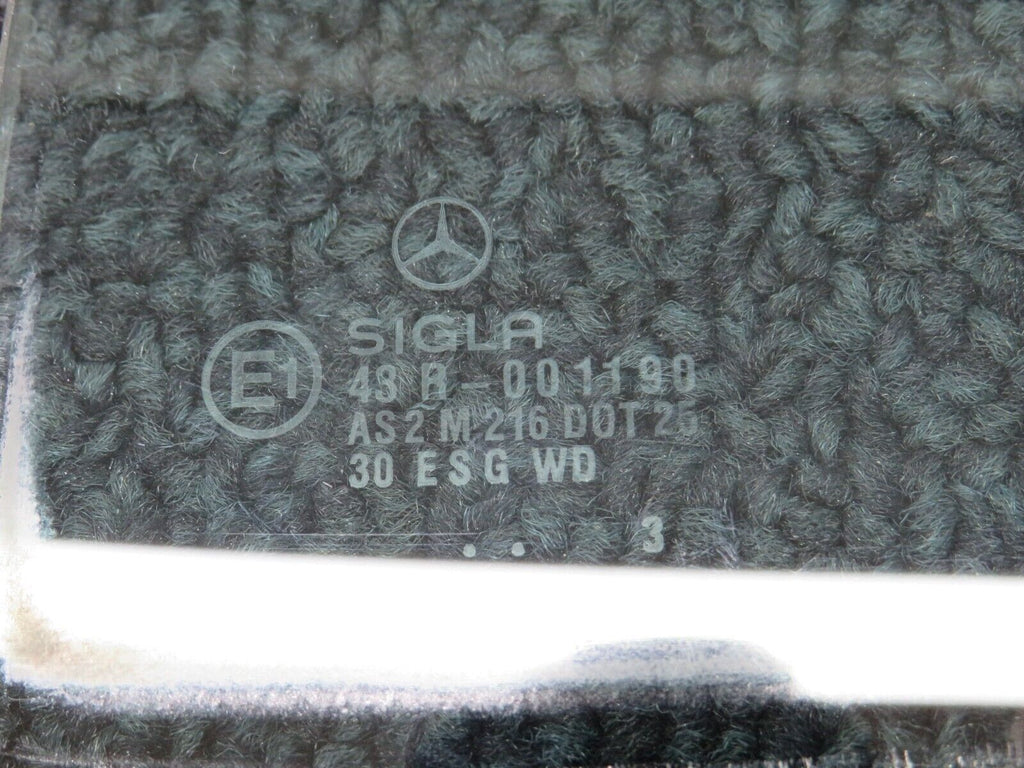 SIGLA
E1
43 R-001190
AS2 M 216 DOT 25
30 ESG WD
.. 3